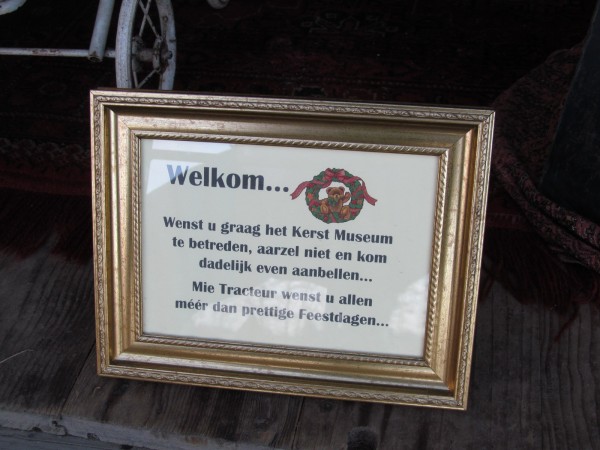 Welkom...
Wenst u graag het Kerst Museum
te betreden, aarzel niet en kom
dadelijk even aanbellen...
Mie Tracteur wenst u allen
méér dan prettige Feestdagen...